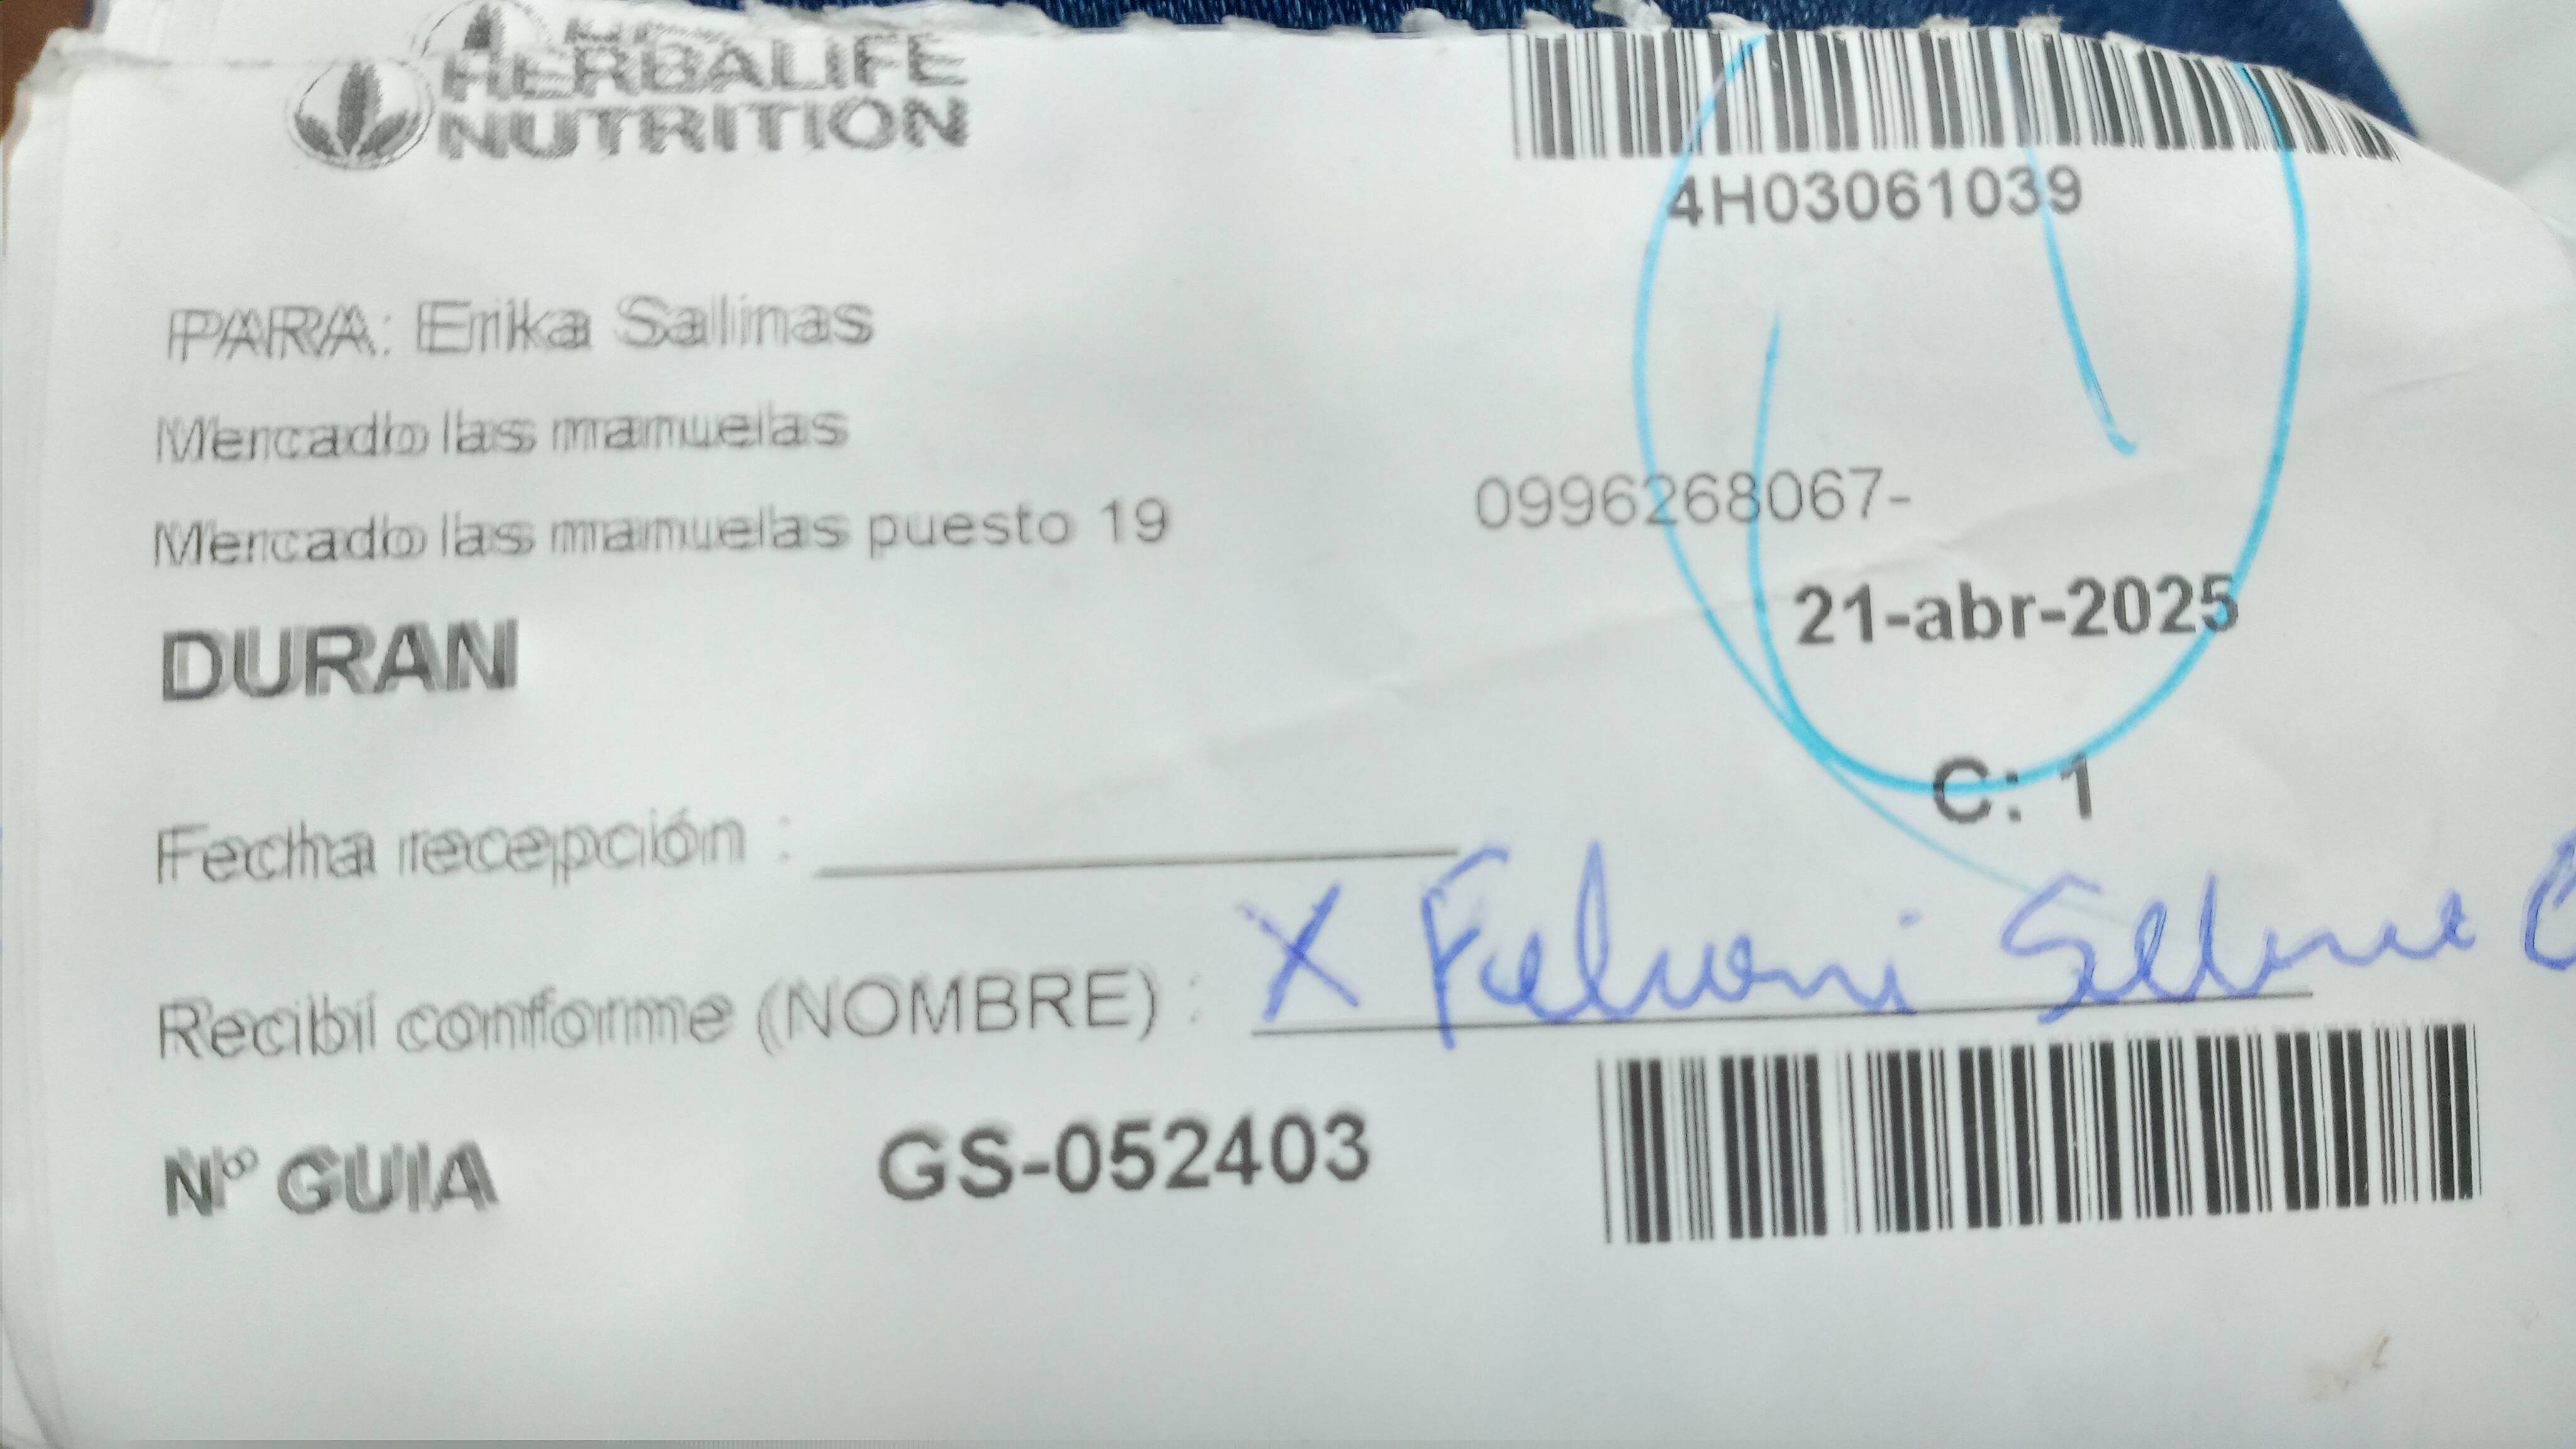 HERBALIFE
NUTRITION
4H03061039
PARA: Erika Salinas
Mercado las manuelas
Mercado las manuelas puesto 19
0996268067-
DURAN
21-abr-2025
C: 1
Fecha recepción :
Recibí conforme (NOMBRE) : X
Nº GUIA GS-052403